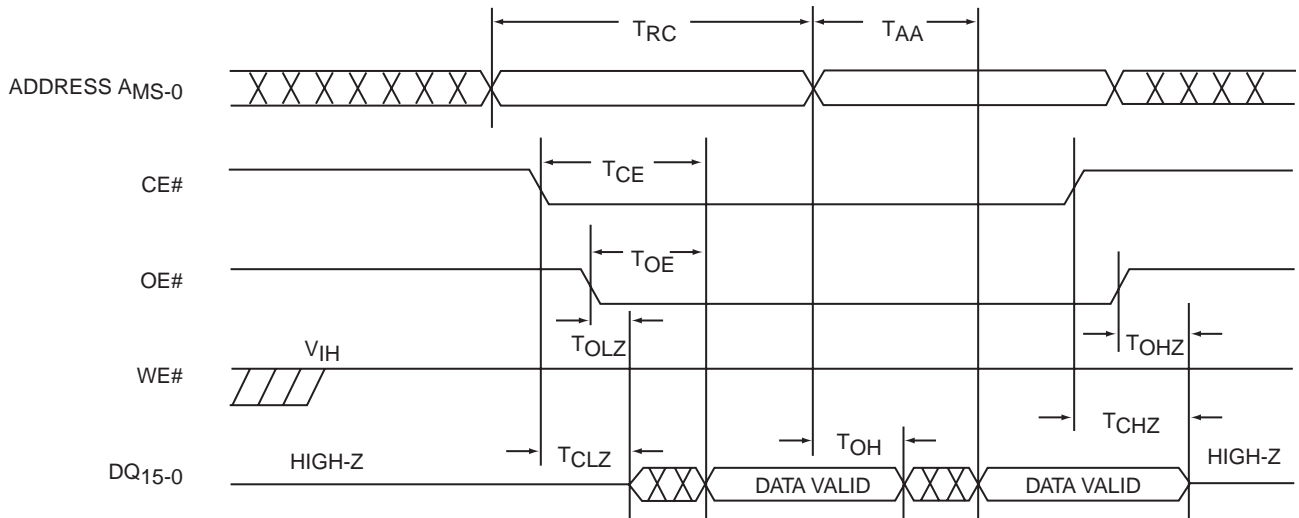 TRC TAA
ADDRESS AMS-0
TCE
CE#
TOE
OE#
TOLZ TOHZ
VIH
WE#
TCHZ
TCLZ TOH
HIGH-Z HIGH-Z
DQ15-0
DATA VALID DATA VALID